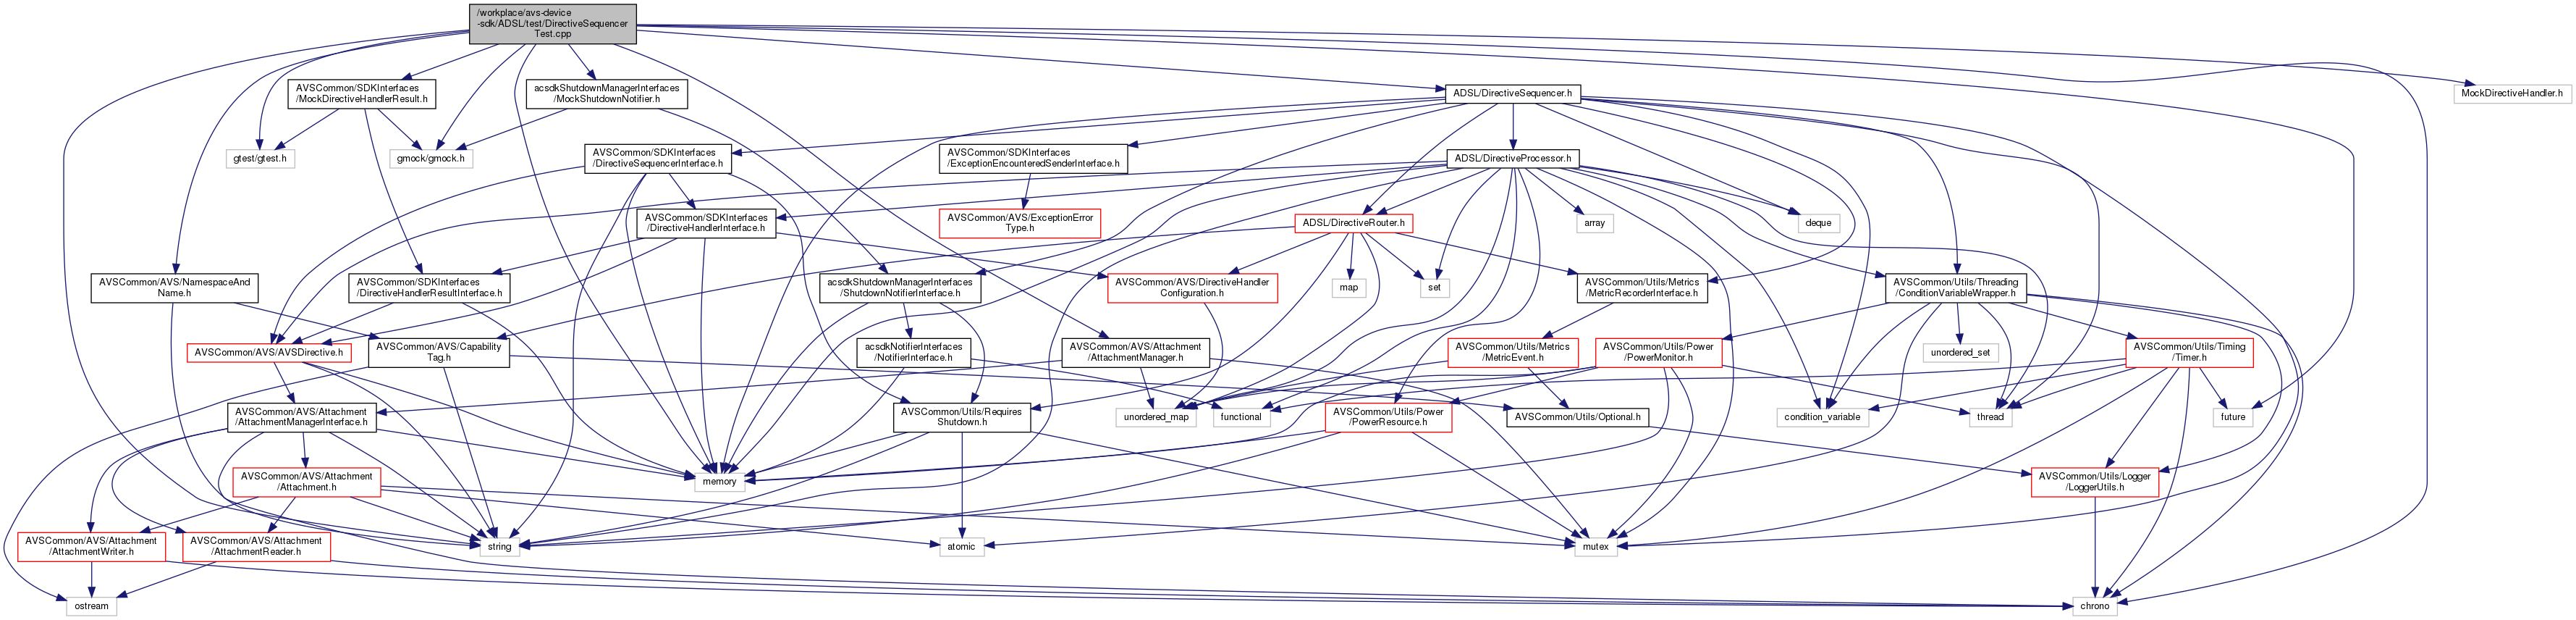 /workplace/avs-device
-sdk/ADSL/test/DirectiveSequencer
Test.cpp
AVSCommon/SDKInterfaces
/MockDirectiveHandlerResult.h
acsdkShutdownManagerInterfaces
/MockShutdownNotifier.h
ADSL/DirectiveSequencer.h
MockDirectiveHandler.h
gtest/gtest.h
gmock/gmock.h
AVSCommon/SDKInterfaces
/DirectiveSequencerInterface.h
AVSCommon/SDKInterfaces
/ExceptionEncounteredSenderInterface.h
ADSL/DirectiveProcessor.h
AVSCommon/SDKInterfaces
/DirectiveHandlerInterface.h
AVSCommon/AVS/ExceptionError
Type.h
ADSL/DirectiveRouter.h
array
deque
AVSCommon/AVS/NamespaceAnd
Name.h
AVSCommon/SDKInterfaces
/DirectiveHandlerResultInterface.h
acsdkShutdownManagerInterfaces
/ShutdownNotifierInterface.h
AVSCommon/AVS/DirectiveHandler
Configuration.h
map
set
AVSCommon/Utils/Metrics
/MetricRecorderInterface.h
AVSCommon/Utils/Threading
/ConditionVariableWrapper.h
AVSCommon/AVS/AVSDirective.h
AVSCommon/AVS/Capability
Tag.h
acsdkNotifierInterfaces
/NotifierInterface.h
AVSCommon/AVS/Attachment
/AttachmentManager.h
AVSCommon/Utils/Metrics
/MetricEvent.h
AVSCommon/Utils/Power
/PowerMonitor.h
unordered_set
AVSCommon/Utils/Timing
/Timer.h
AVSCommon/AVS/Attachment
/AttachmentManagerInterface.h
AVSCommon/Utils/Requires
Shutdown.h
unordered_map
functional
AVSCommon/Utils/Power
/PowerResource.h
AVSCommon/Utils/Optional.h
condition_variable
thread
future
AVSCommon/AVS/Attachment
/Attachment.h
memory
AVSCommon/Utils/Logger
/LoggerUtils.h
AVSCommon/AVS/Attachment
/AttachmentWriter.h
AVSCommon/AVS/Attachment
/AttachmentReader.h
string
atomic
mutex
ostream
chrono